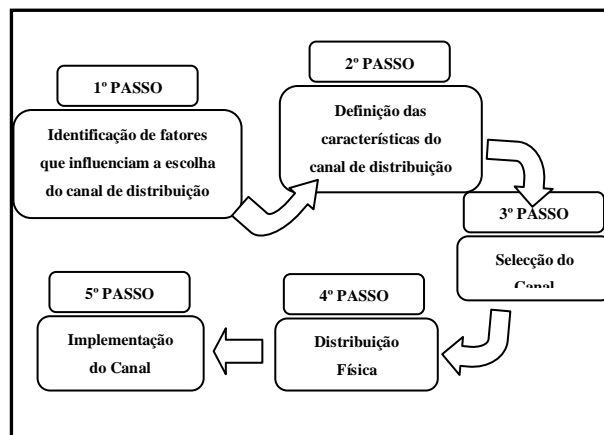 1º PASSO
Identificação de fatores
que influenciam a escolha
do canal de distribuição
2º PASSO
Definição das
características do
canal de distribuição
3º PASSO
Selecção do
Canal
4º PASSO
Distribuição
Física
5º PASSO
Implementação
do Canal